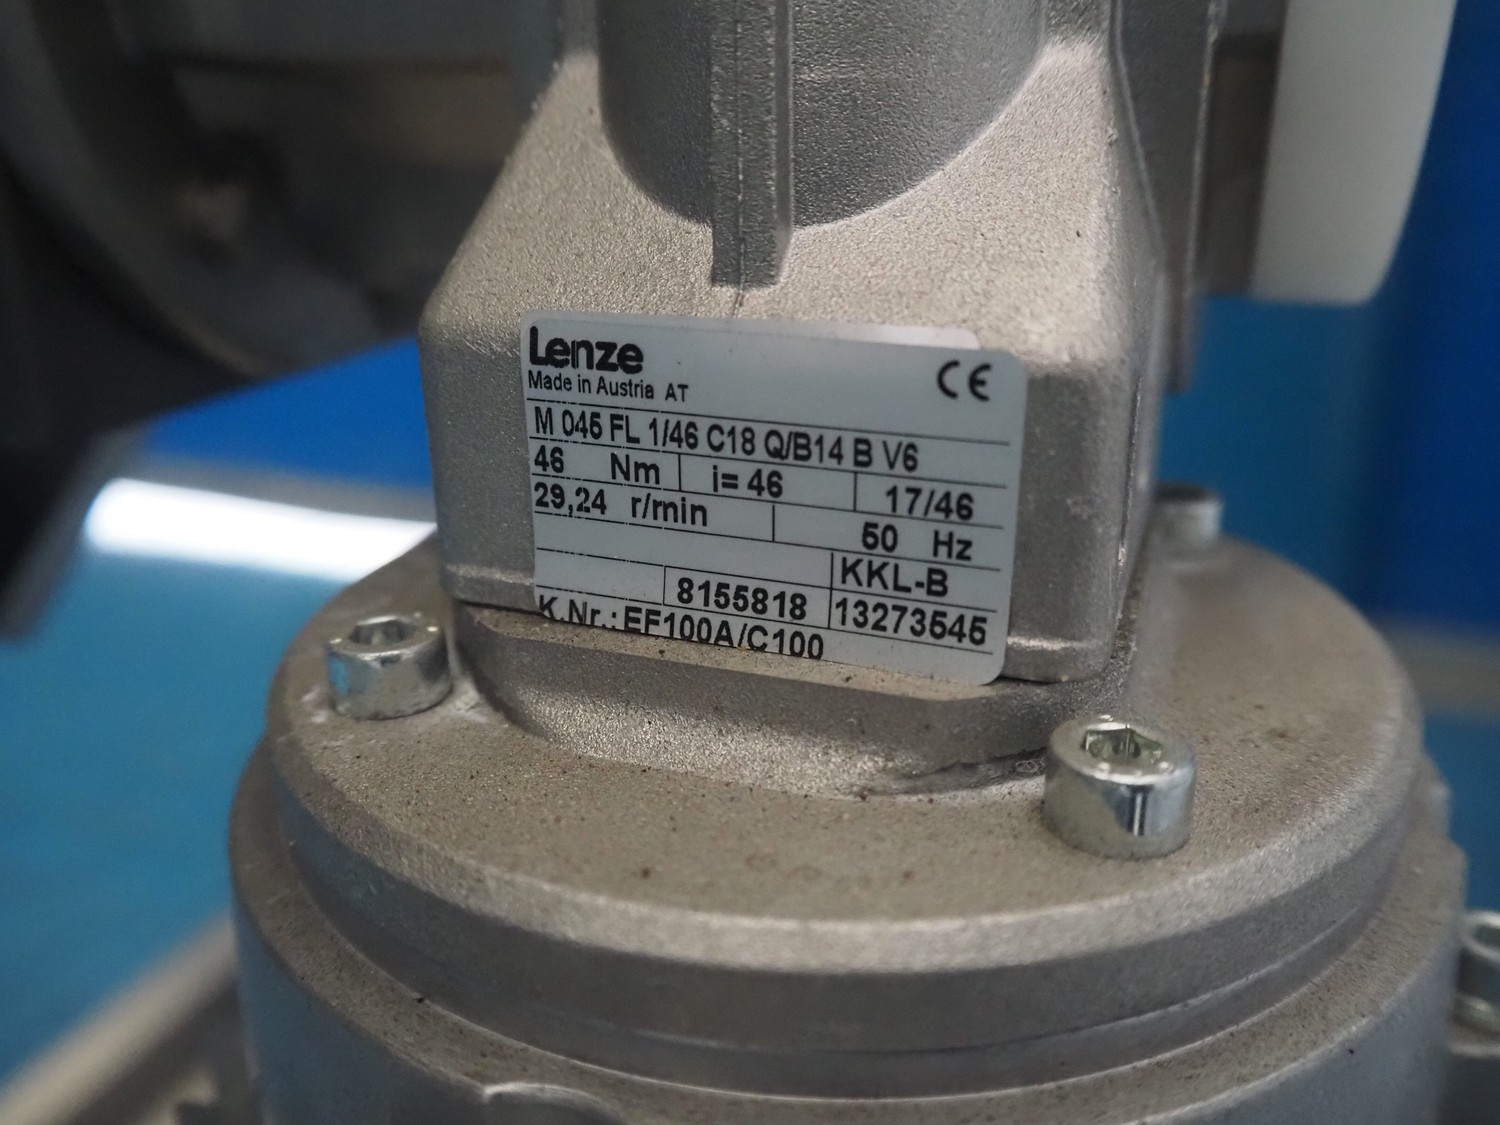 Lenze
CE
Made in Austria AT
M 045 FL 1/46 C18 Q/B14 B V6
46 Nm i= 46 17/46
29,24 r/min 50 Hz
KKL-B
8155818 13273545
K.Nr.: EF100A/C100